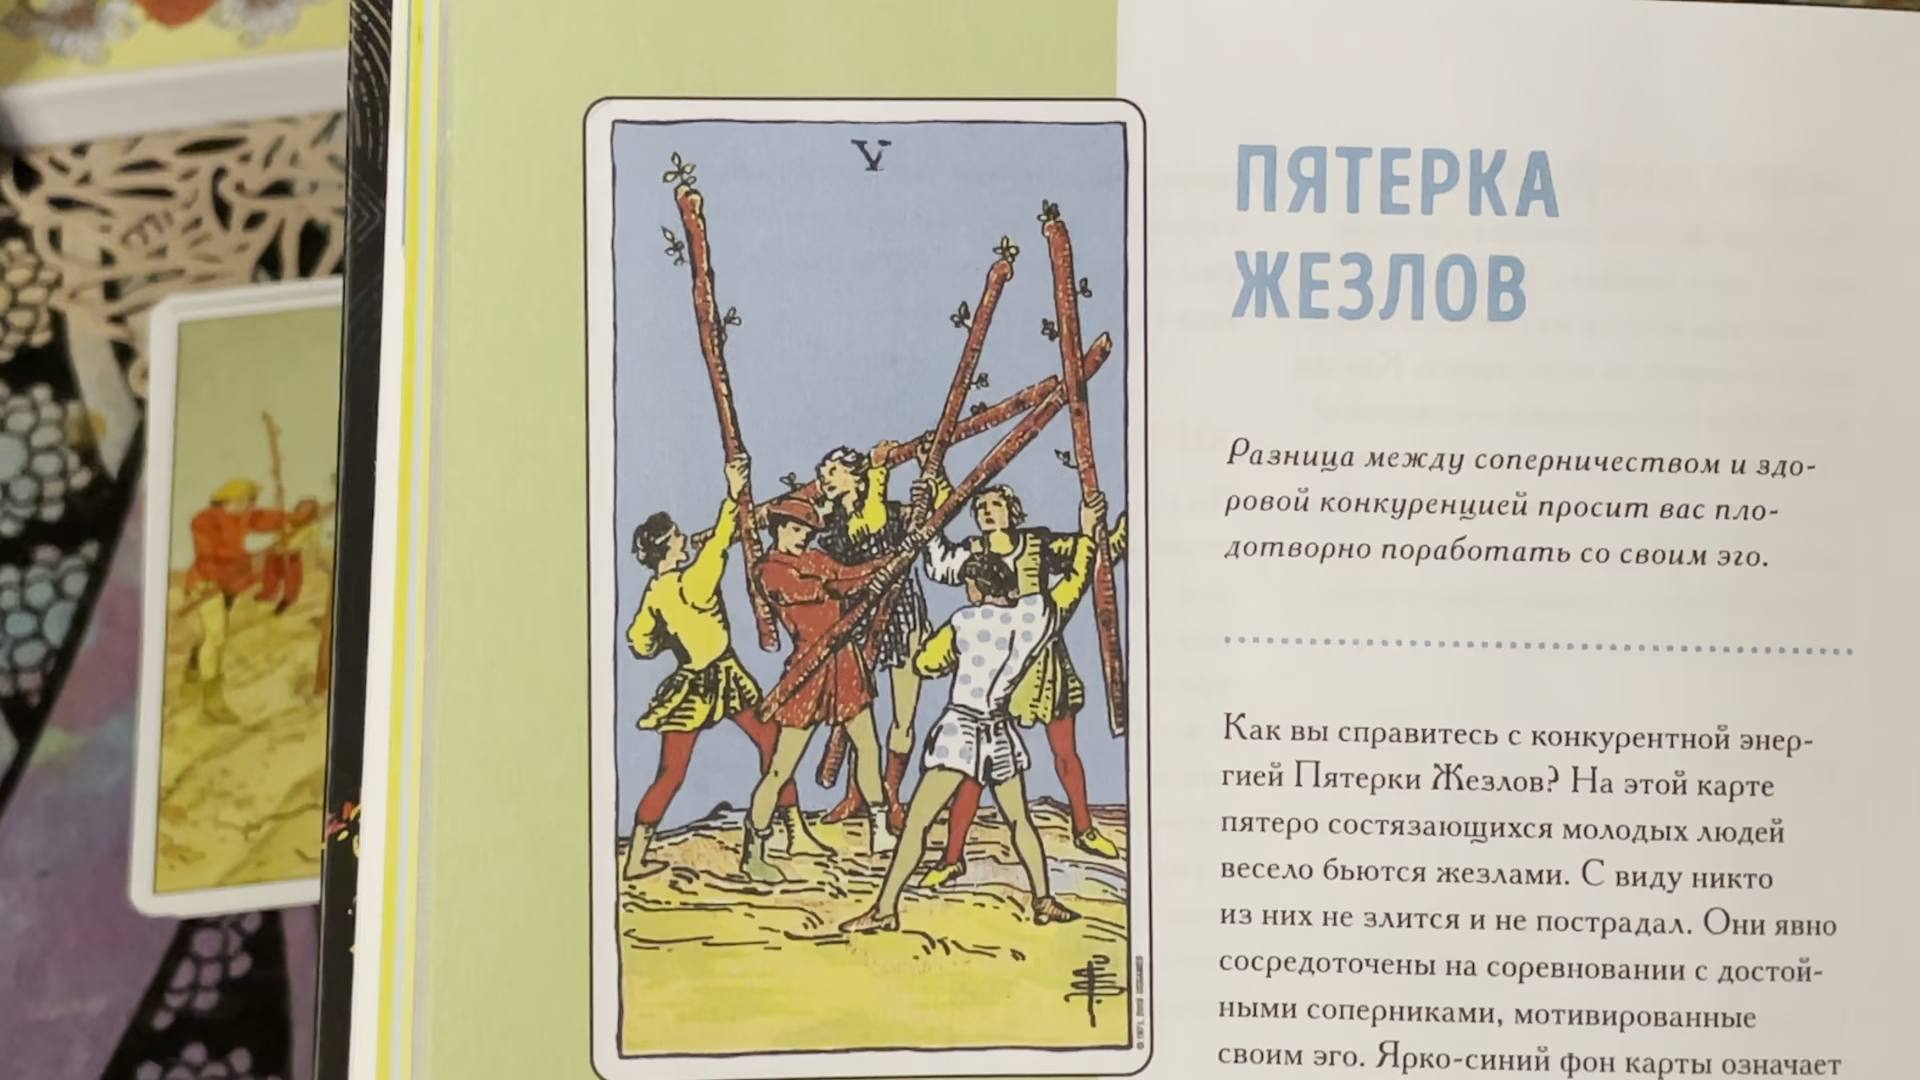 V
ПЯТЕРКА
ЖЕЗЛОВ
Разница между соперничеством и здо-
ровой конкуренцией просит вас пло-
дотворно поработать со своим эго.
Как вы справитесь с конкурентной энер-
гией Пятерки Жезлов? На этой карте
пятеро состязающихся молодых людей
весело бьются жезлами. С виду никто
из них не злится и не пострадал. Они явно
сосредоточены на соревновании с достой-
ными соперниками, мотивированные
своим эго. Ярко-синий фон карты означает